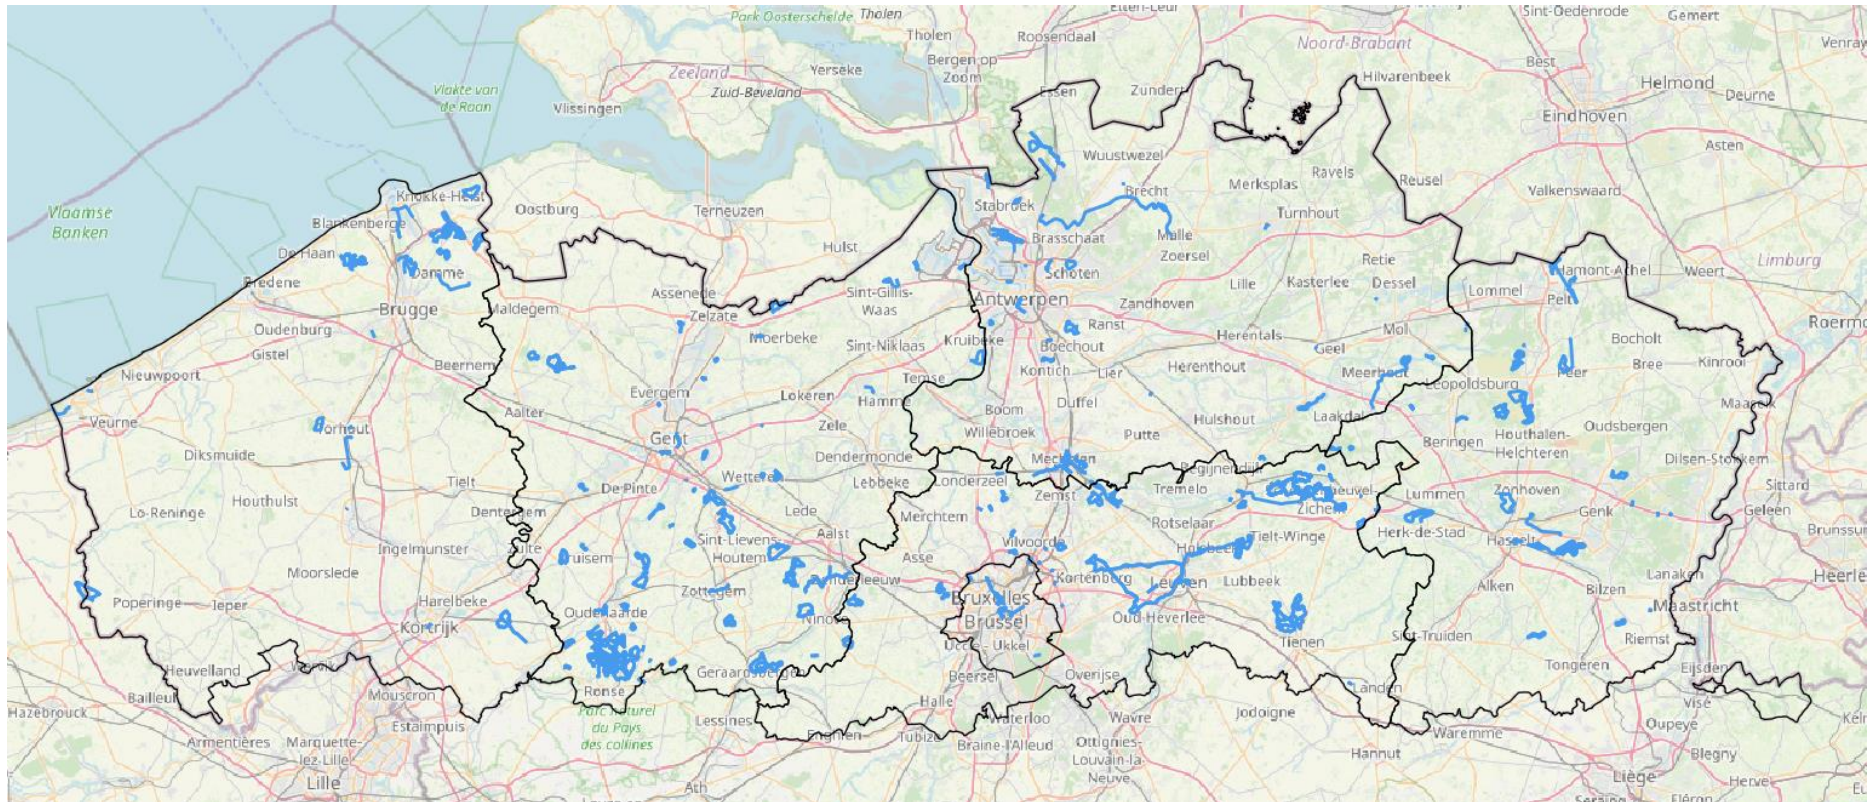 Park Oosterschelde
Tholen
Etten-Leur
Sint-Oedenrode
Gemert
Tholen
Roosendaal
Noord-Brabant
Venray
Zeeland
Yerseke
Bergen op
Zoom
Best
Helmond
Vlakte van
de Raan
Zuid-Beveland
Essen
Zundert
Hilvarenbeek
Deurne
Vlissingen
Eindhoven
Asten
Wuustwezel
Ravels
Reusel
Valkenswaard
Knokke-Heist
Brecht
Merksplas
Vlaamse
Banken
Blankenberge
Oostburg
Terneuzen
Stabroek
Turnhout
De Haan
Hulst
Brasschaat
Malle
Zoersel
Retie
Limburg
Damme
Schoten
Hamont-Achel
Weert
Bredene
Assenede
Sint-Gillis-
Waas
Lille
Kasterlee
Dessel
Lommel
Pelt
Brugge
Maldegem
Zelzate
Antwerpen
Zandhoven
Oudenburg
Moerbeke
Kruibeke
Ranst
Herentals
Mol
Roermond
Gistel
Sint-Niklaas
Boechout
Geel
Bocholt
Nieuwpoort
Beernem
Temse
Kontich
Lier
Herenthout
Meerhout
Peer
Bree
Kinrooi
Evergem
Lokeren
Hamme
Leopoldsburg
Veurne
Aalter
Boom
Duffel
Hulshout
Laakdal
Maaseik
Torhout
Gent
Zele
Willebroek
Putte
Beringen
Houthalen-
Helchteren
Oudsbergen
Diksmuide
Dendermonde
Mechelen
Begijnendijk
Dilsen-Stokkem
Tielt
De Pinte
Wetteren
Lebbeke
Londerzeel
Zemst
Tremelo
Lummen
Zonhoven
Sittard
Houthulst
Lo-Reninge
Dentergem
Lede
Merchtem
Rotselaar
Zichem
Genk
Geleen
Ingelmunster
Zulte
Sint-Lievens-
Houtem
Aalst
Vilvoorde
Tielt-Winge
Herk-de-Stad
Hasselt
Brunssum
Moorslede
Kruisem
Asse
Holsbeek
Kortenberg
Leuven
Lubbeek
Alken
Bilzen
Lanaken
Heerlen
Poperinge
Ieper
Harelbeke
Oudenaarde
Zottegem
Bruxelles
Brussel
Oud-Heverlee
Maastricht
Kortrijk
Ninove
Tienen
Sint-Truiden
Riemst
Heuvelland
Wervik
Geraardsbergen
Uccle - Ukkel
Beersel
Overijse
Tongeren
Eijsden
Bailleul
Mouscron
Ronse
Landen
Hazebrouck
Estaimpuis
Parc naturel
du Pays
des collines
Lessines
Halle
Waterloo
Wavre
Jodoigne
Visé
Armentières
Marquette-
lez-Lille
Enghien
Tubize
Braine-l'Alleud
Ottignies-
Louvain-la-
Neuve
Waremme
Oupeye
Hannut
Blegny
Lille
Ath
Liège
Herve
Seraing
Fléron